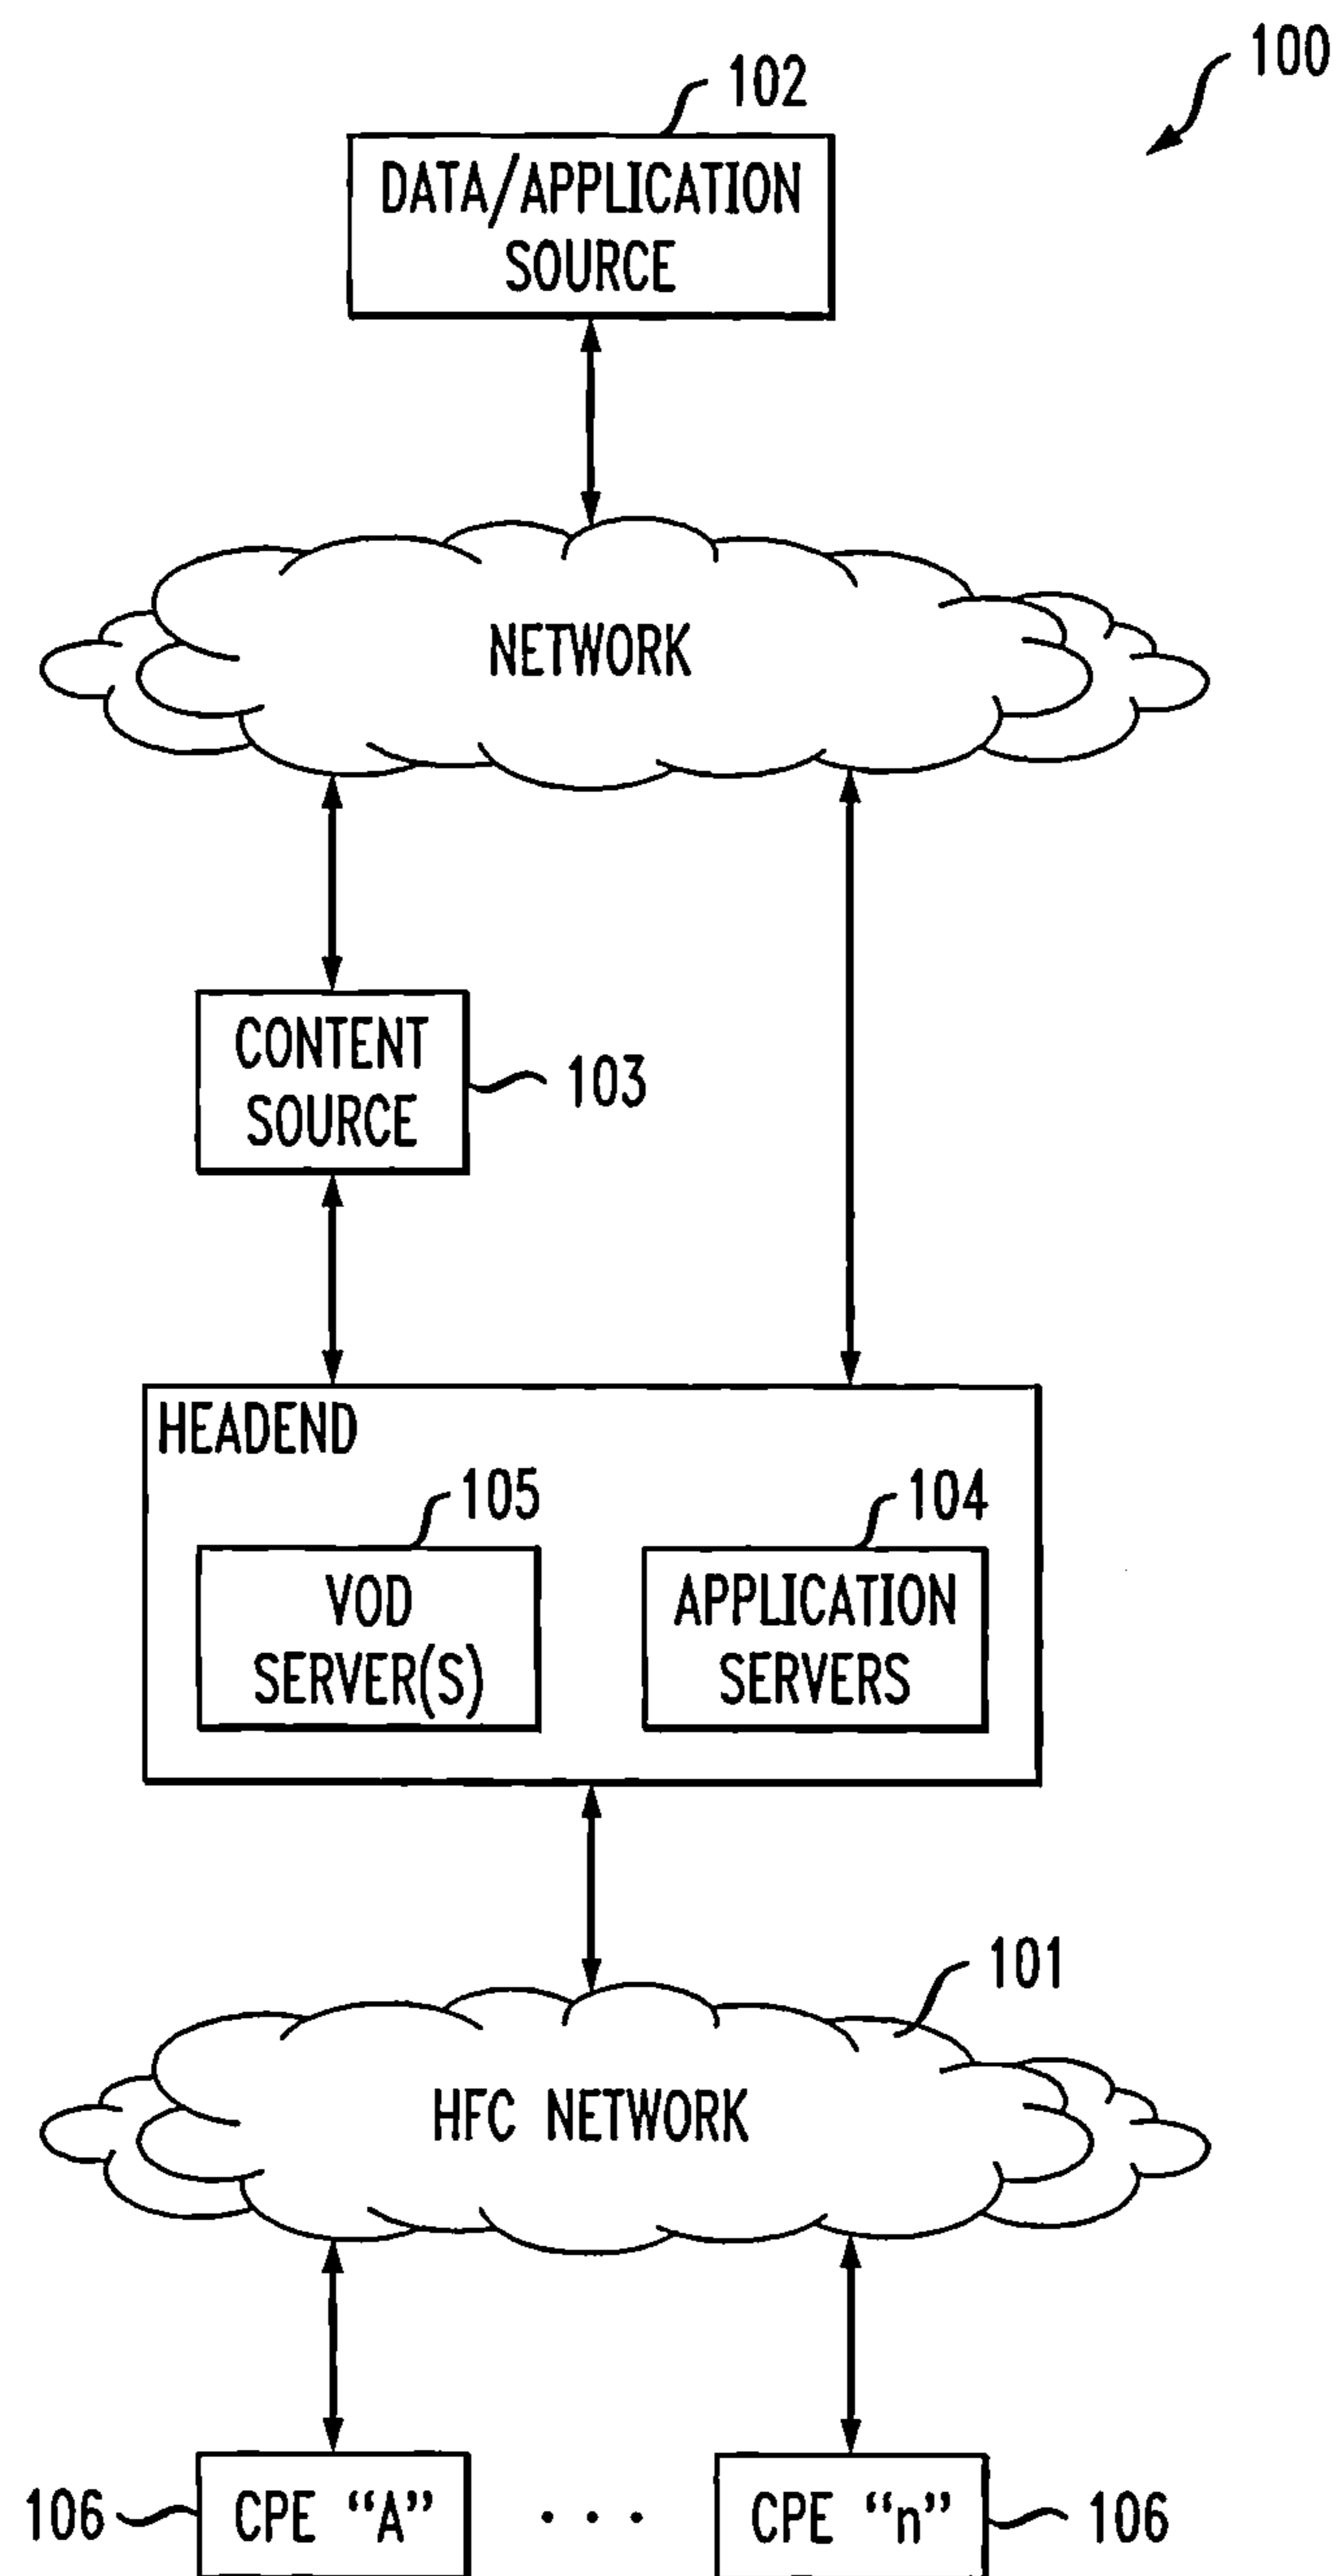 100
102
DATA/APPLICATION
SOURCE
NETWORK
CONTENT
SOURCE
103
HEADEND
105
104
VOD
SERVER(S)
APPLICATION
SERVERS
101
HFC NETWORK
106
CPE “A”
. . .
CPE “n”
106